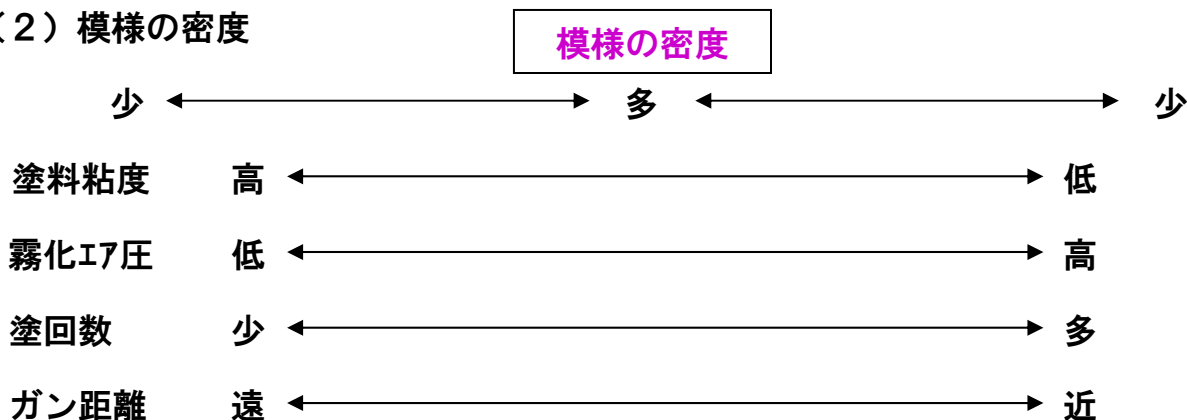 （２）模様の密度
模様の密度
少 多 少
塗料粘度 高 低
霧化ｴｱ圧 低 高
塗回数 少 多
ガン距離 遠 近